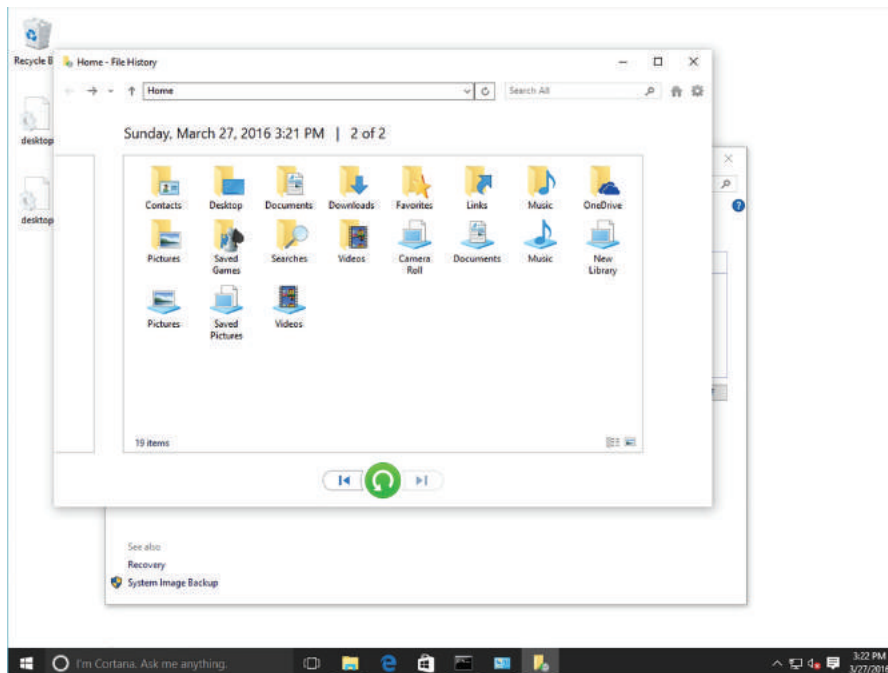 Recycle B
desktop
desktop
Home - File History
Home
Search All
Sunday, March 27, 2016 3:21 PM | 2 of 2
Contacts Desktop Documents Downloads Favorites Links Music OneDrive
Pictures Saved Games Searches Videos Camera Roll Documents Music New Library
Pictures Saved Pictures Videos
19 items
See also
Recovery
System Image Backup
I'm Cortana. Ask me anything.
3:22 PM
3/27/2016